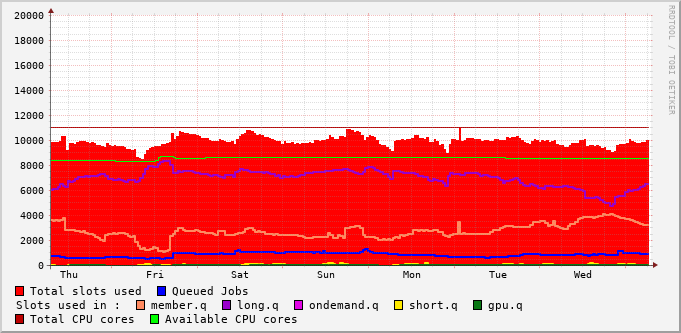 20000
18000
16000
14000
12000
10000
8000
6000
4000
2000
0
Thu Fri Sat Sun Mon Tue Wed
RRDTOOL / TOBI OETIKER
Total slots used Queued Jobs
Slots used in : member.q long.q ondemand.q short.q gpu.q
Total CPU cores
Available CPU cores